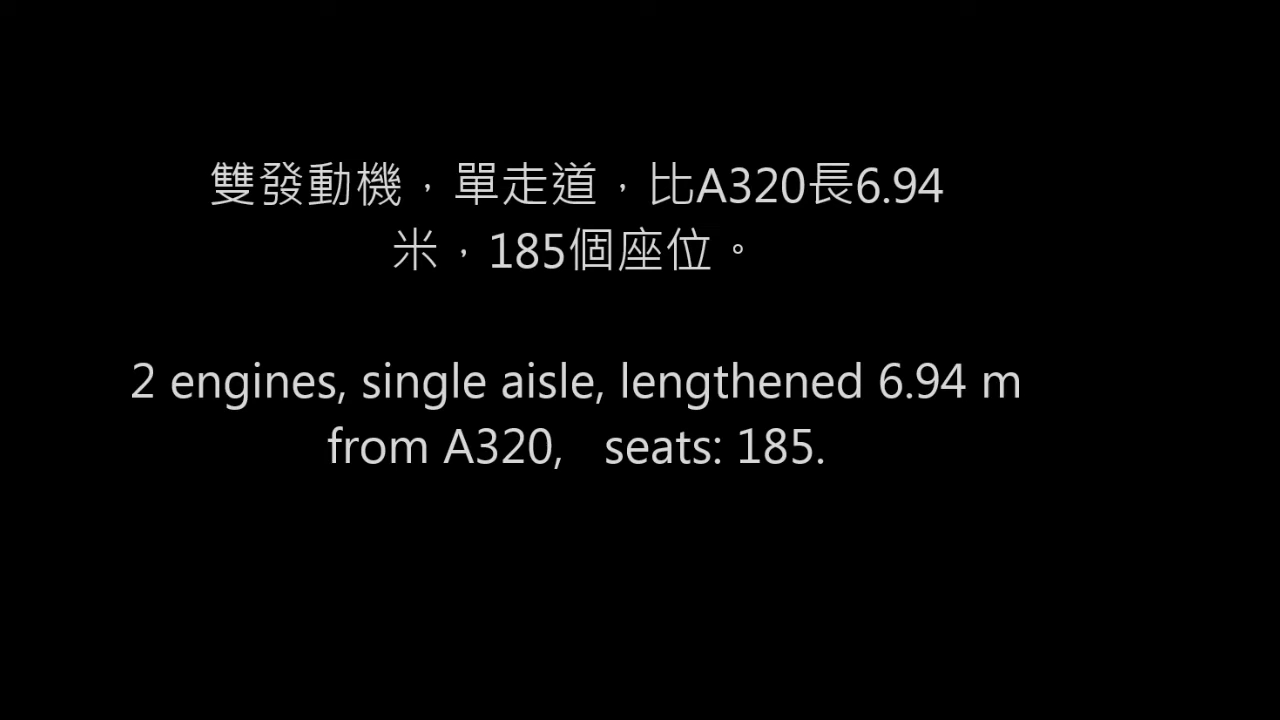 雙發動機，單走道，比A320長6.94
米，185個座位。
2 engines, single aisle, lengthened 6.94 m
from A320,   seats: 185.